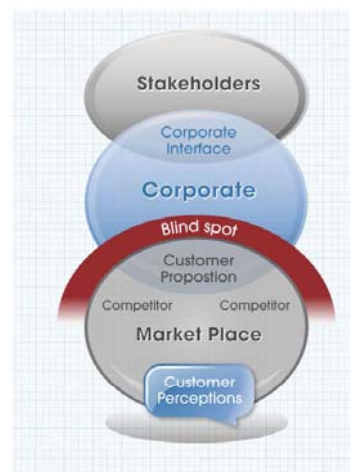 Stakeholders
Corporate
Interface
Corporate
Blind spot
Customer
Propostion
Competitor Competitor
Market Place
Customer
Perceptions